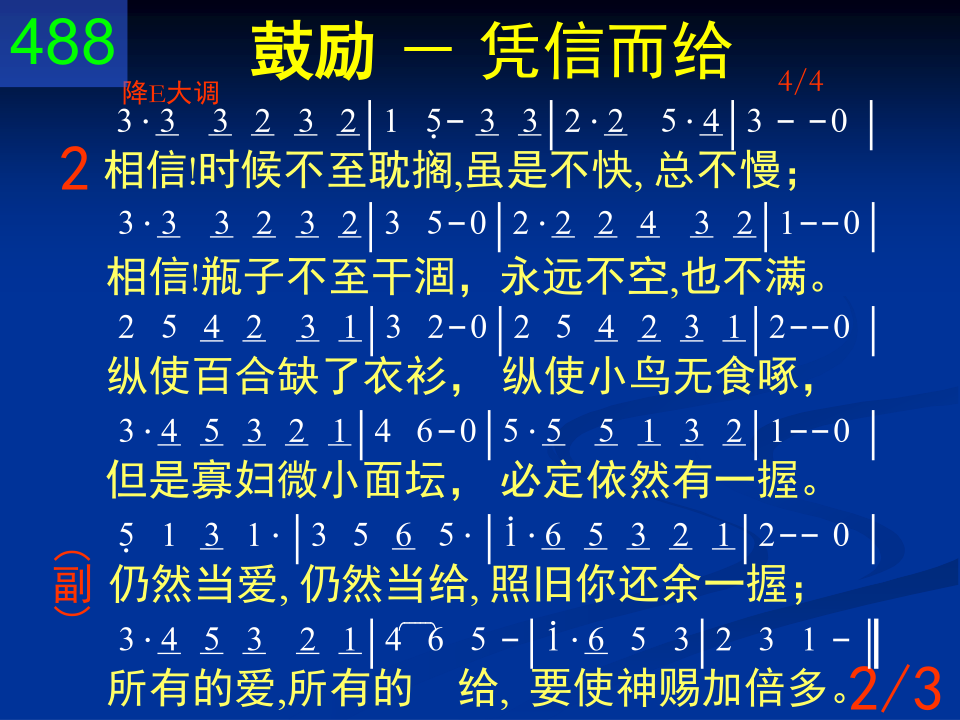 488
鼓励 － 凭信而给
降E大调
4/4
3·3 3 2 3 2|1 5̣- 3 3|2·2 5·4|3 - -0 |
2
相信!时候不至耽搁,虽是不快, 总不慢；
3·3 3 2 3 2|3 5-0|2·2 2 4 3 2|1--0|
相信!瓶子不至干涸，永远不空,也不满。
2 5 4 2 3 1|3 2-0|2 5 4 2 3 1|2--0 |
纵使百合缺了衣衫， 纵使小鸟无食啄，
3·4 5 3 2 1|4 6-0|5·5 5 1 3 2|1--0 |
但是寡妇微小面坛， 必定依然有一握。
5̣ 1 3 1·|3 5 6 5·|i·6 5 3 2 1|2-- 0 |
（副）
仍然当爱, 仍然当给, 照旧你还余一握；
3·4 5 3 2 1|4 6 5 -|i·6 5 3|2 3 1 -‖
所有的爱,所有的 给, 要使神赐加倍多。
2/3